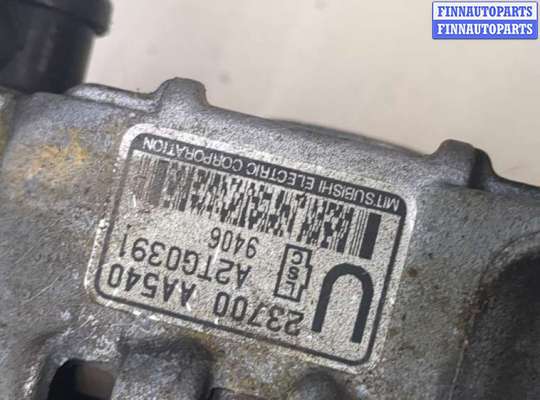 FINNAUTOPARTS
FINNAUTOPARTS
23700 AA540
A2TG0391
9406
U
L S
C
MITSUBISHI ELECTRIC CORPORATION